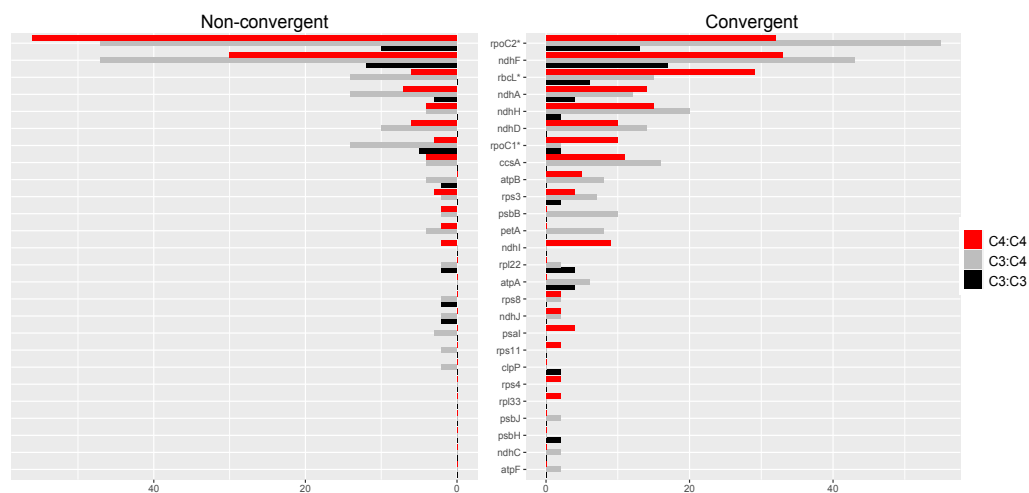 Non-convergent
Convergent
rpoC2*
ndhF
rbcL*
ndhA
ndhH
ndhD
rpoC1*
ccsA
atpB
rps3
psbB
petA
ndhI
rpl22
atpA
rps8
ndhJ
psaI
rps11
clpP
rps4
rpl33
psbJ
psbH
ndhC
atpF
C4:C4
C3:C4
C3:C3
40
20
0
0
20
40